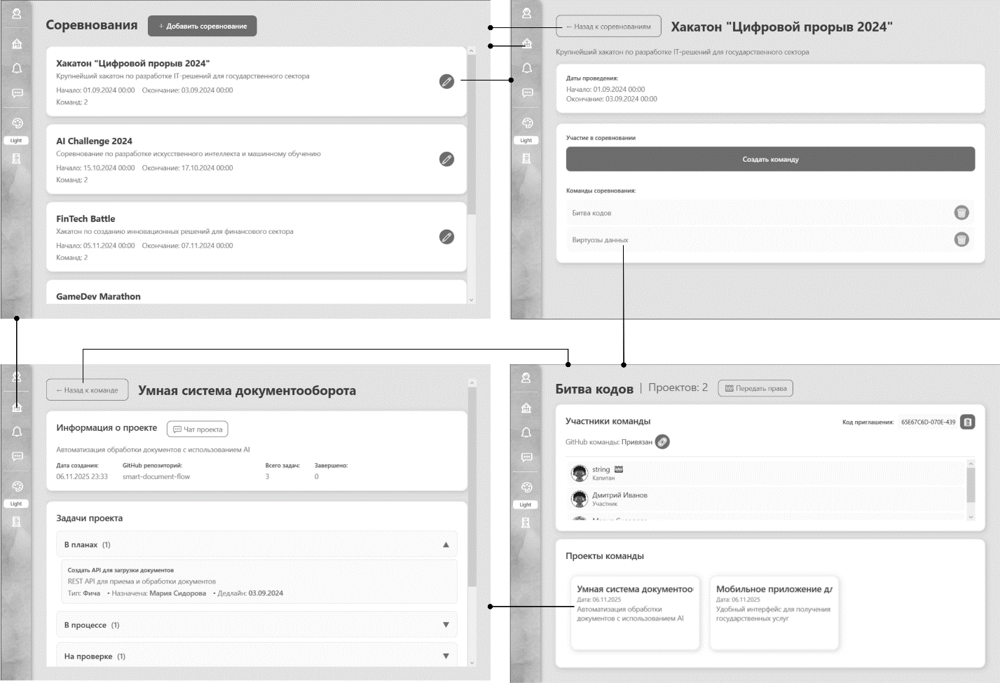 Соревнования
+ Добавить соревнование
Хакатон "Цифровой прорыв 2024"
Крупнейший хакатон по разработке IT-решений для государственного сектора
Начало: 01.09.2024 00:00 Окончание: 03.09.2024 00:00
Команд: 2
AI Challenge 2024
Соревнование по разработке искусственного интеллекта и машинному обучению
Начало: 15.10.2024 00:00 Окончание: 17.10.2024 00:00
Команд: 2
FinTech Battle
Хакатон по созданию инновационных решений для финансового сектора
Начало: 05.11.2024 00:00 Окончание: 07.11.2024 00:00
Команд: 2
GameDev Marathon
Light
← Назад к соревнованиям
Хакатон "Цифровой прорыв 2024"
Крупнейший хакатон по разработке IT-решений для государственного сектора
Даты проведения:
Начало: 01.09.2024 00:00
Окончание: 03.09.2024 00:00
Участие в соревновании
Создать команду
Команды соревнования:
Битва кодов
Виртуозы данных
Light
← Назад к команде
Умная система документооборота
Информация о проекте
Чат проекта
Автоматизация обработки документов с использованием AI
Дата создания: GitHub репозиторий: Всего задач: Завершено:
06.11.2025 23:33 smart-document-flow 3 0
Задачи проекта
В планах (1)
Создать API для загрузки документов
REST API для приема и обработки документов
Тип: Фича • Назначена: Мария Сидорова • Дедлайн: 03.09.2024
В процессе (1)
На проверке (1)
Light
Битва кодов | Проектов: 2
Передать права
Участники команды
Код приглашения: 65E67C6D-070E-439
GitHub команды: Привязан
string
Капитан
Дмитрий Иванов
Участник
Проекты команды
Умная система документоо
Дата: 06.11.2025
Автоматизация обработки
документов с использованием AI
Мобильное приложение дл
Дата: 06.11.2025
Удобный интерфейс для получения
государственных услуг
Light